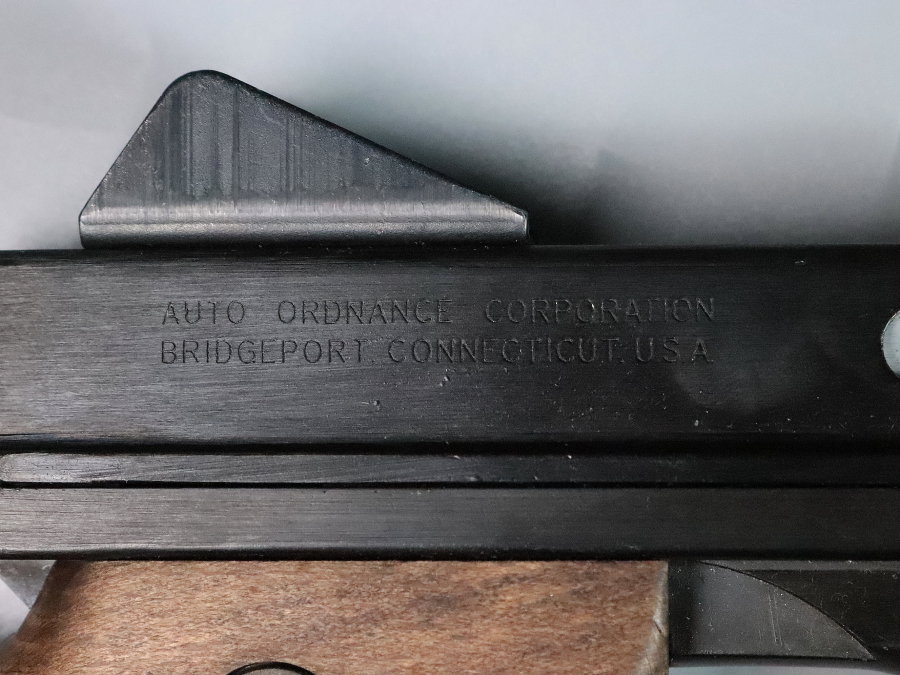 AUTO ORDNANCE CORPORATION
BRIDGEPORT, CONNECTICUT, U.S.A.